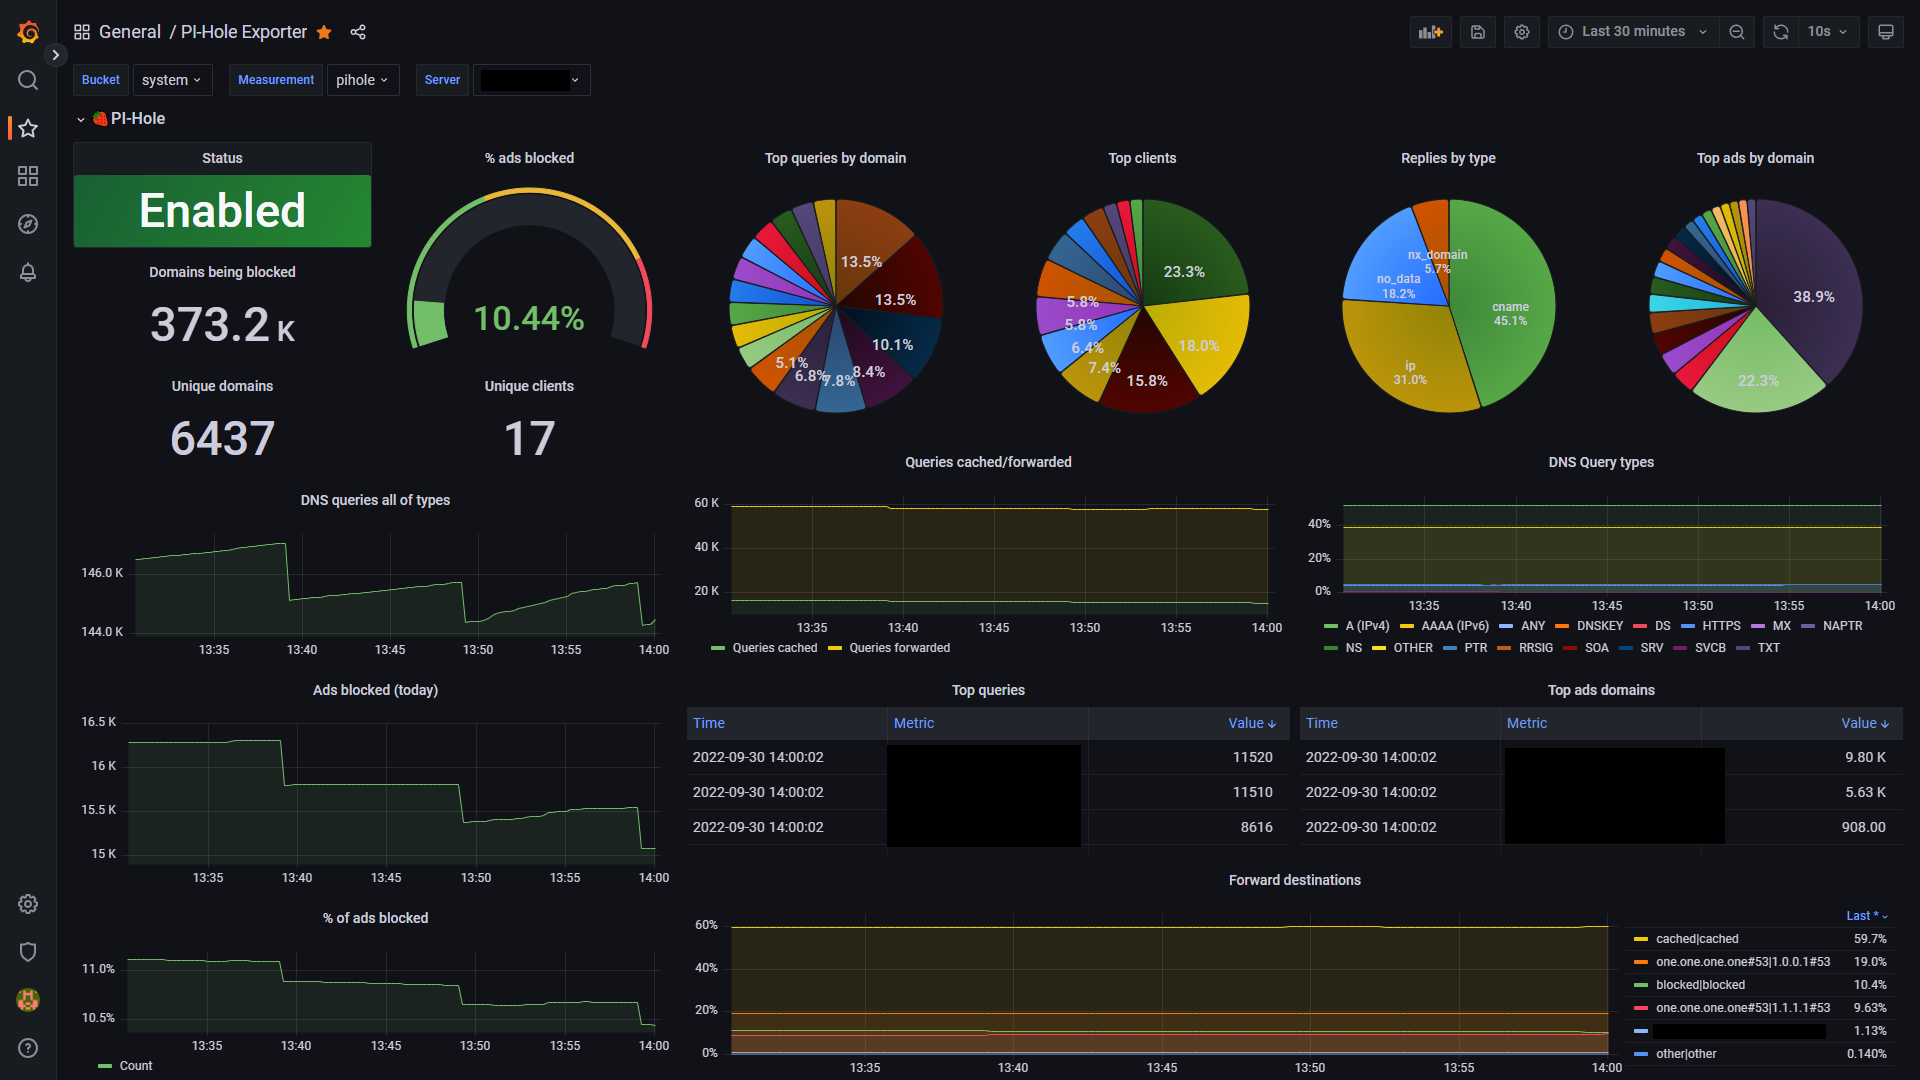 General / PI-Hole Exporter
Last 30 minutes
10s
Bucket system Measurement pihole Server
PI-Hole
Status
Enabled
Domains being blocked
373.2 K
Unique domains
6437
% ads blocked
10.44%
Unique clients
17
Top queries by domain
13.5%
13.5%
10.1%
8.4%
7.8%
6.8%
5.1%
Top clients
23.3%
18.0%
15.8%
7.4%
6.4%
5.8%
5.8%
Replies by type
nx_domain
5.7%
no_data
18.2%
cname
45.1%
ip
31.0%
Top ads by domain
38.9%
22.3%
DNS queries all of types
146.0 K
144.0 K
13:35 13:40 13:45 13:50 13:55 14:00
Queries cached/forwarded
60 K
40 K
20 K
13:35 13:40 13:45 13:50 13:55 14:00
Queries cached Queries forwarded
DNS Query types
40%
20%
0%
13:35 13:40 13:45 13:50 13:55 14:00
A (IPv4) AAAA (IPv6) ANY DNSKEY DS HTTPS MX NAPTR
NS OTHER PTR RRSIG SOA SRV SVCB TXT
Ads blocked (today)
16.5 K
16 K
15.5 K
15 K
13:35 13:40 13:45 13:50 13:55 14:00
Top queries
Time Metric Value
2022-09-30 14:00:02 11520
2022-09-30 14:00:02 11510
2022-09-30 14:00:02 8616
Top ads domains
Time Metric Value
2022-09-30 14:00:02 9.80 K
2022-09-30 14:00:02 5.63 K
2022-09-30 14:00:02 908.00
% of ads blocked
11.0%
10.5%
13:35 13:40 13:45 13:50 13:55 14:00
Count
Forward destinations
60%
40%
20%
0%
13:35 13:40 13:45 13:50 13:55 14:00
Last *
cached|cached 59.7%
one.one.one.one#53|1.0.0.1#53 19.0%
blocked|blocked 10.4%
one.one.one.one#53|1.1.1.1#53 9.63%
1.13%
other|other 0.140%